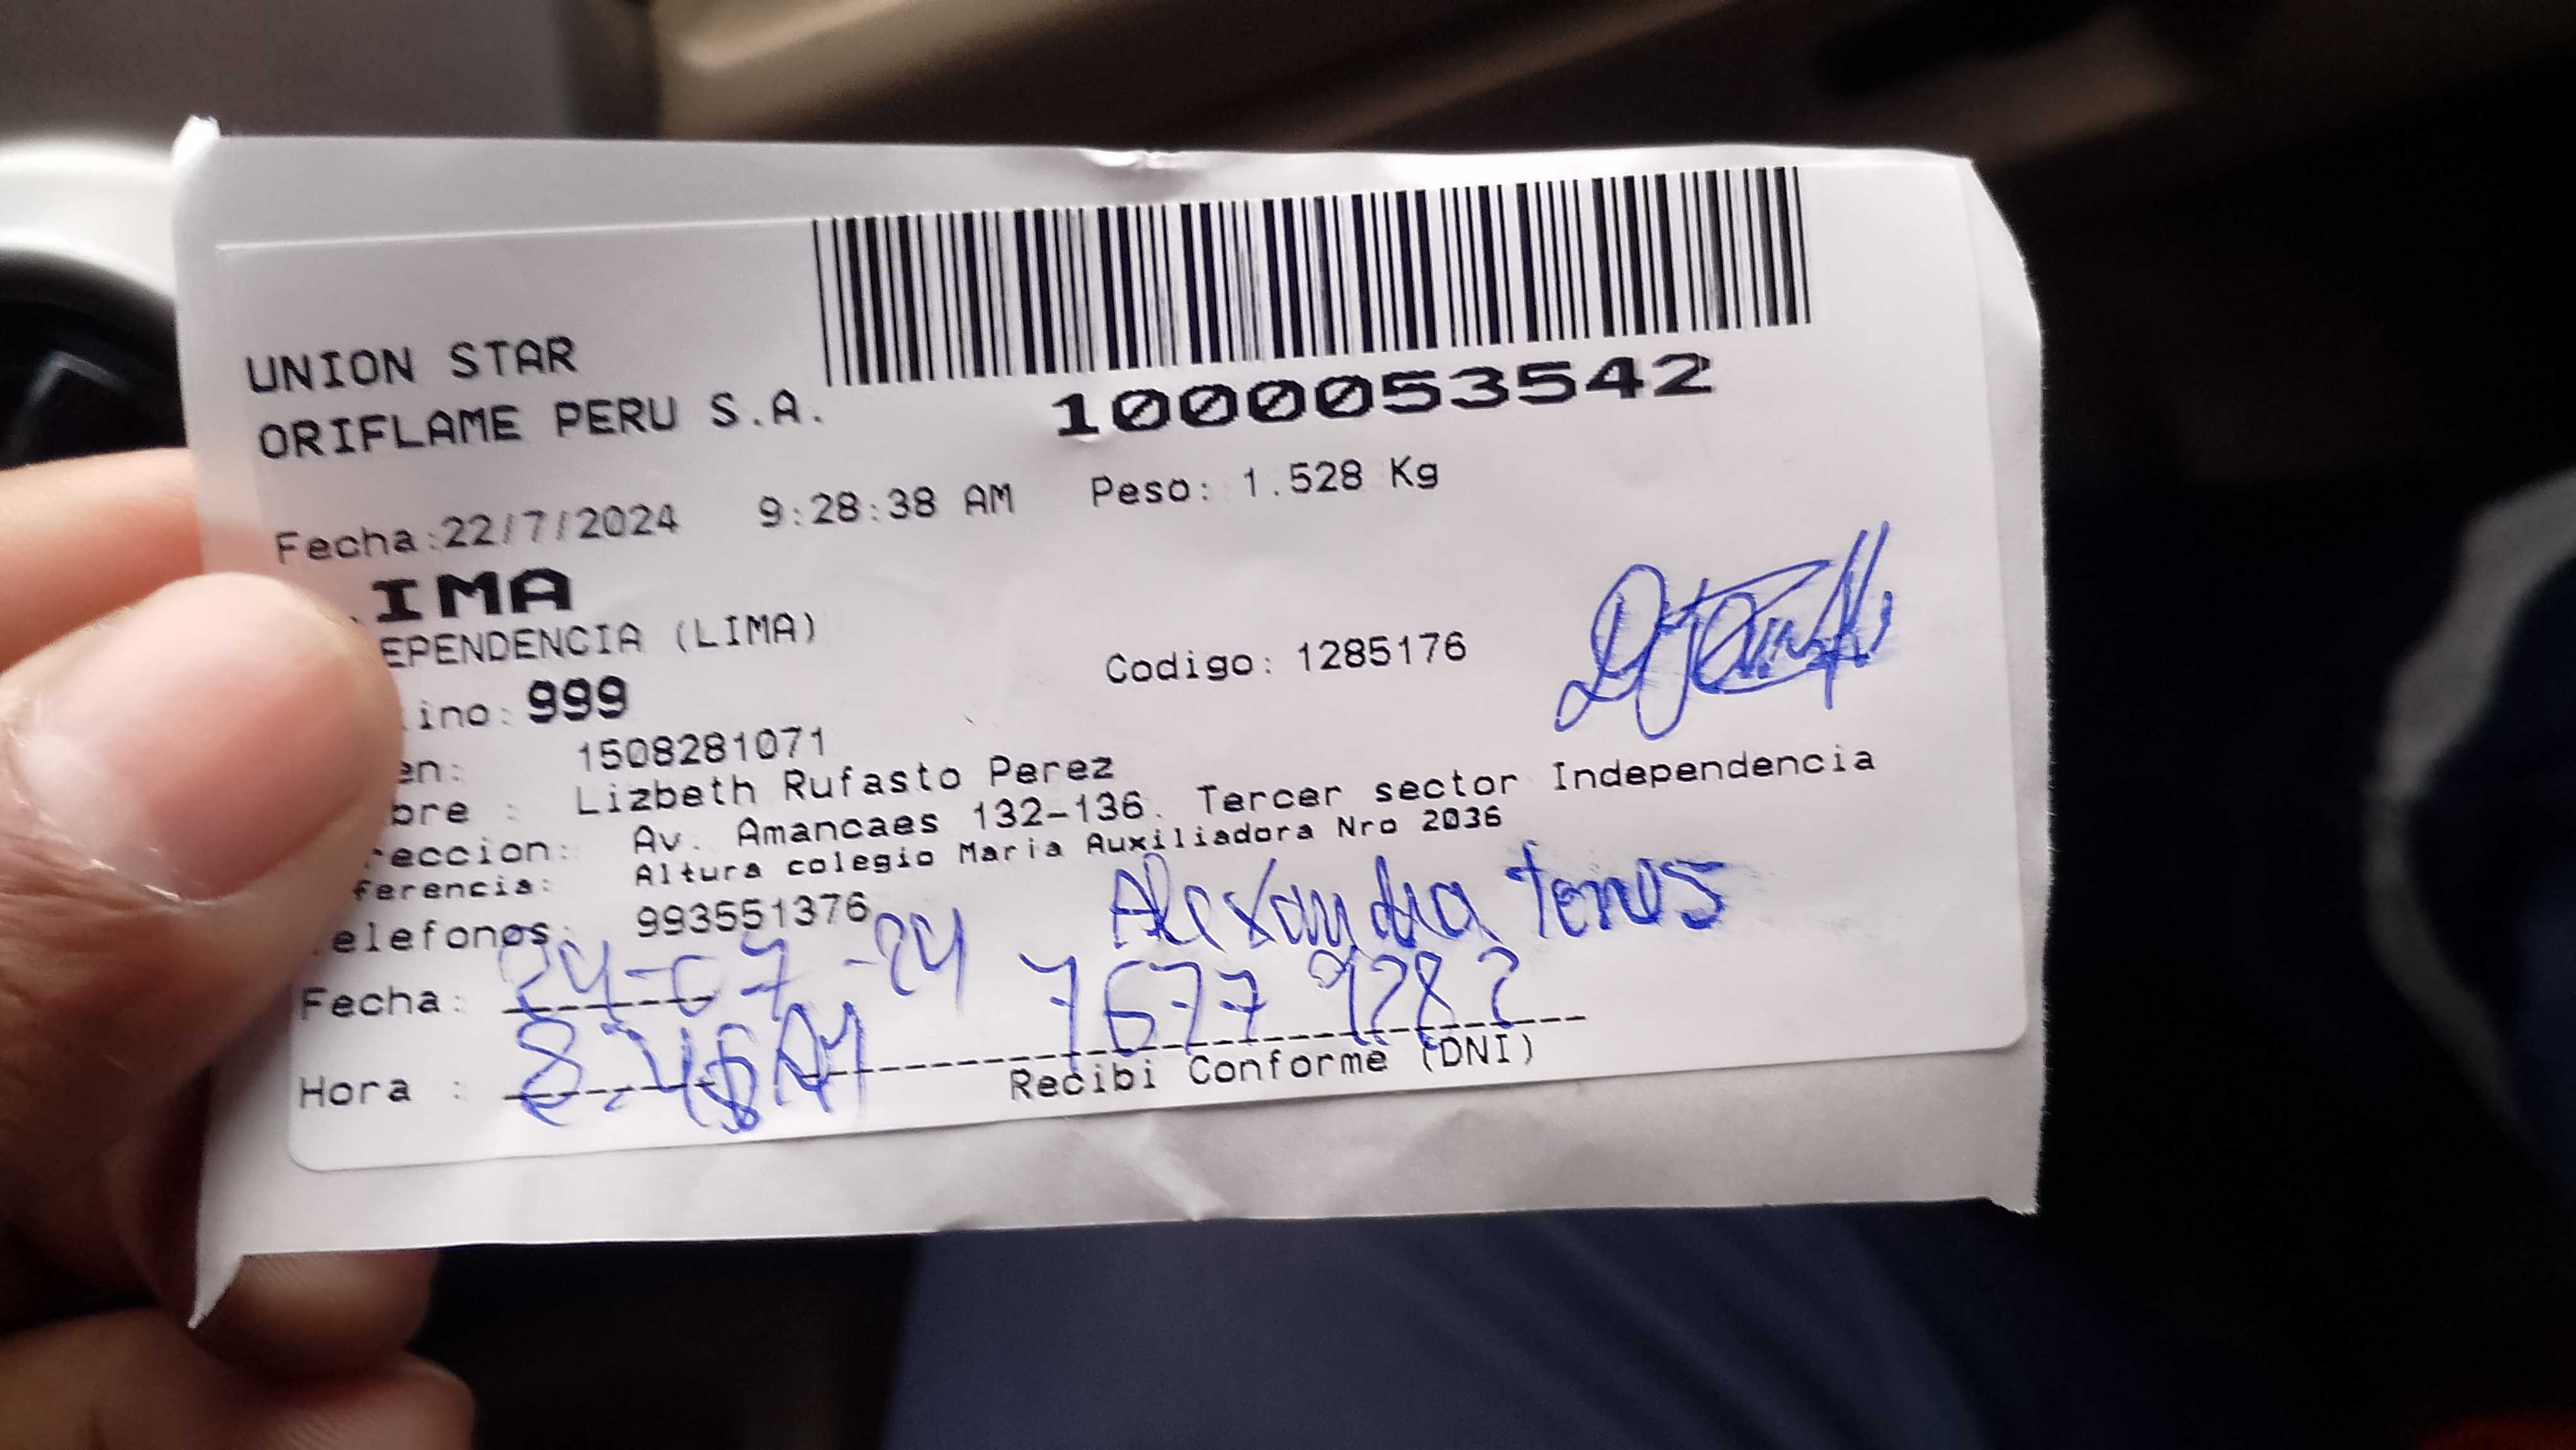 UNION STAR
ORIFLAME PERU S.A.
1000053542
Fecha:22/7/2024 9:28:38 AM Peso: 1.528 Kg
IMA
EPENDENCIA (LIMA)
Codigo: 1285176
ino: 999
en: 1508281071
bre : Lizbeth Rufasto Perez
reccion: Av. Amancaes 132-136. Tercer sector Independencia
ferencia: Altura colegio Maria Auxiliadora Nro 2036
elefonos: 993551376
Alexandra
Fecha: 24-07-24
Hora :
Recibi Conforme (DNI)